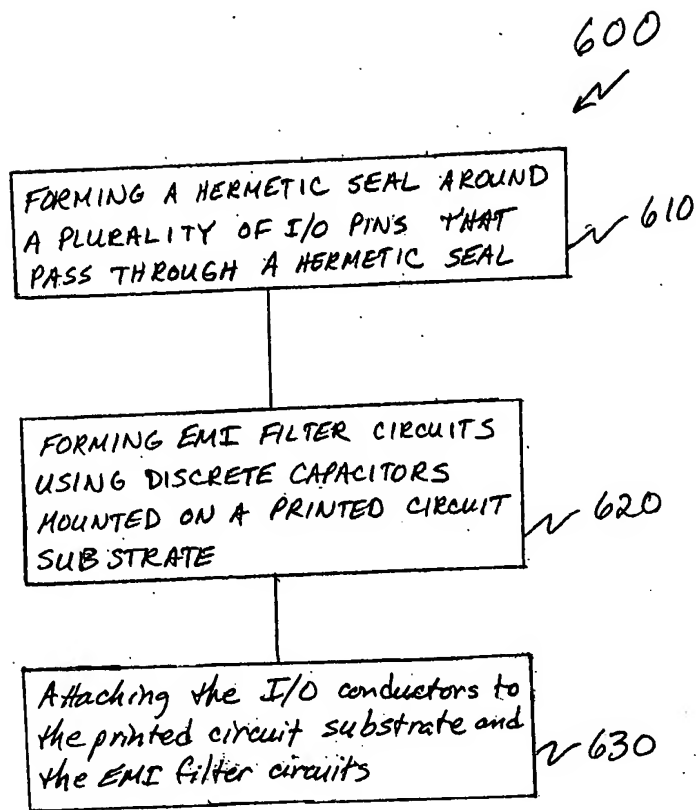 600
FORMING A HERMETIC SEAL AROUND
A PLURALITY OF I/O PINS THAT
PASS THROUGH A HERMETIC SEAL
610
FORMING EMI FILTER CIRCUITS
USING DISCRETE CAPACITORS
MOUNTED ON A PRINTED CIRCUIT
SUBSTRATE
620
Attaching the I/O conductors to
the printed circuit substrate and
the EMI filter circuits
630